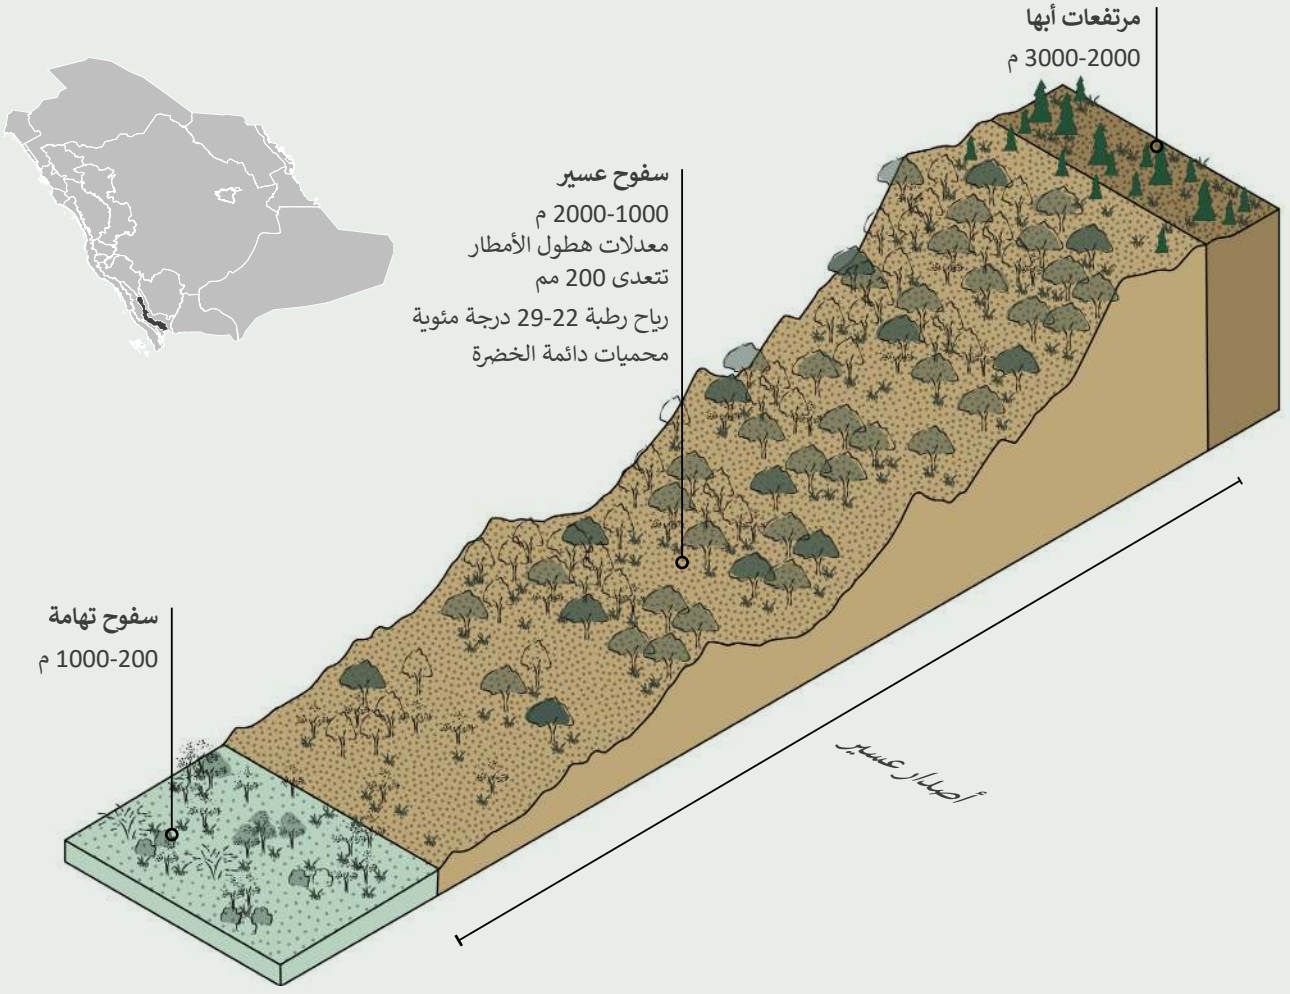 مرتفعات أبها
3000-2000 م
سفوح عسير
2000-1000 م
معدلات هطول الأمطار
تتعدى 200 مم
رياح رطبة 22-29 درجة مئوية
محميات دائمة الخضرة
سفوح تهامة
1000-200 م
أصدار عسير